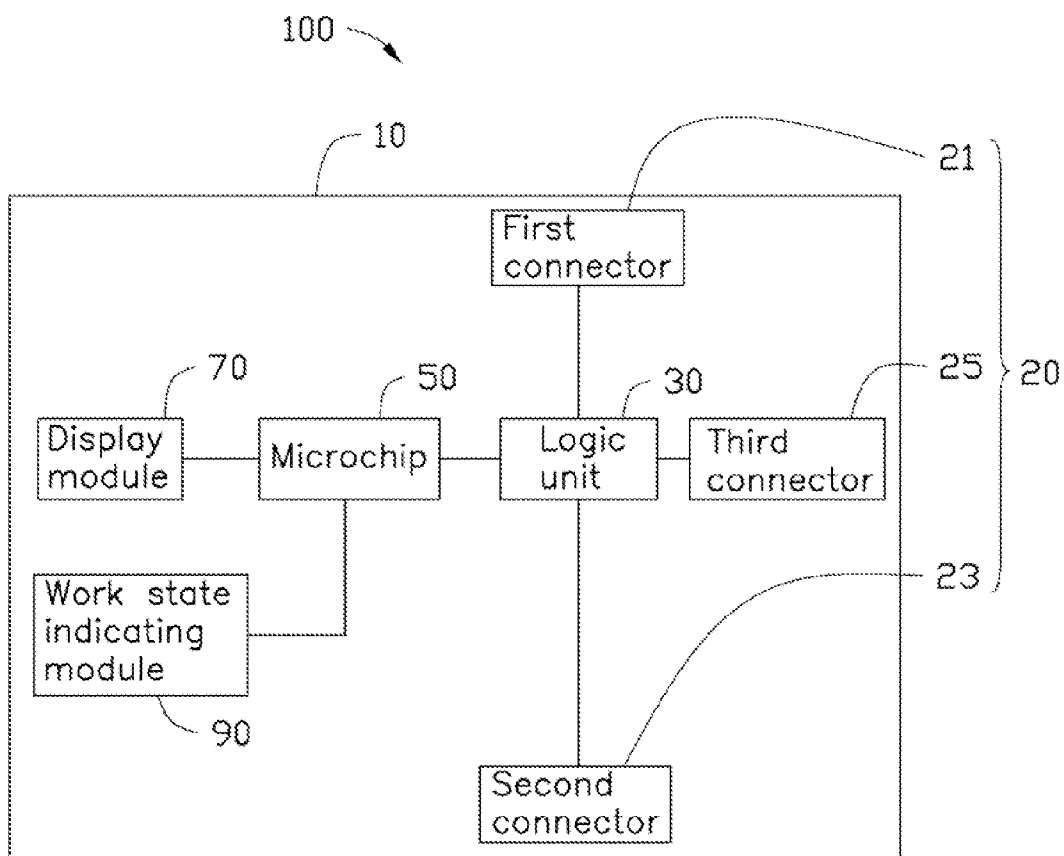 100
10
21
First
connector
70
50
30
25
20
Display
module
Microchip
Logic
unit
Third
connector
23
Work state
indicating
module
90
Second
connector